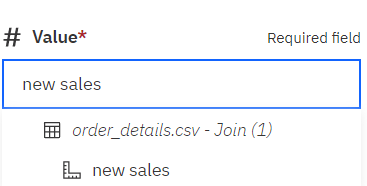 # Value* Required field
new sales
order_details.csv - Join (1)
new sales